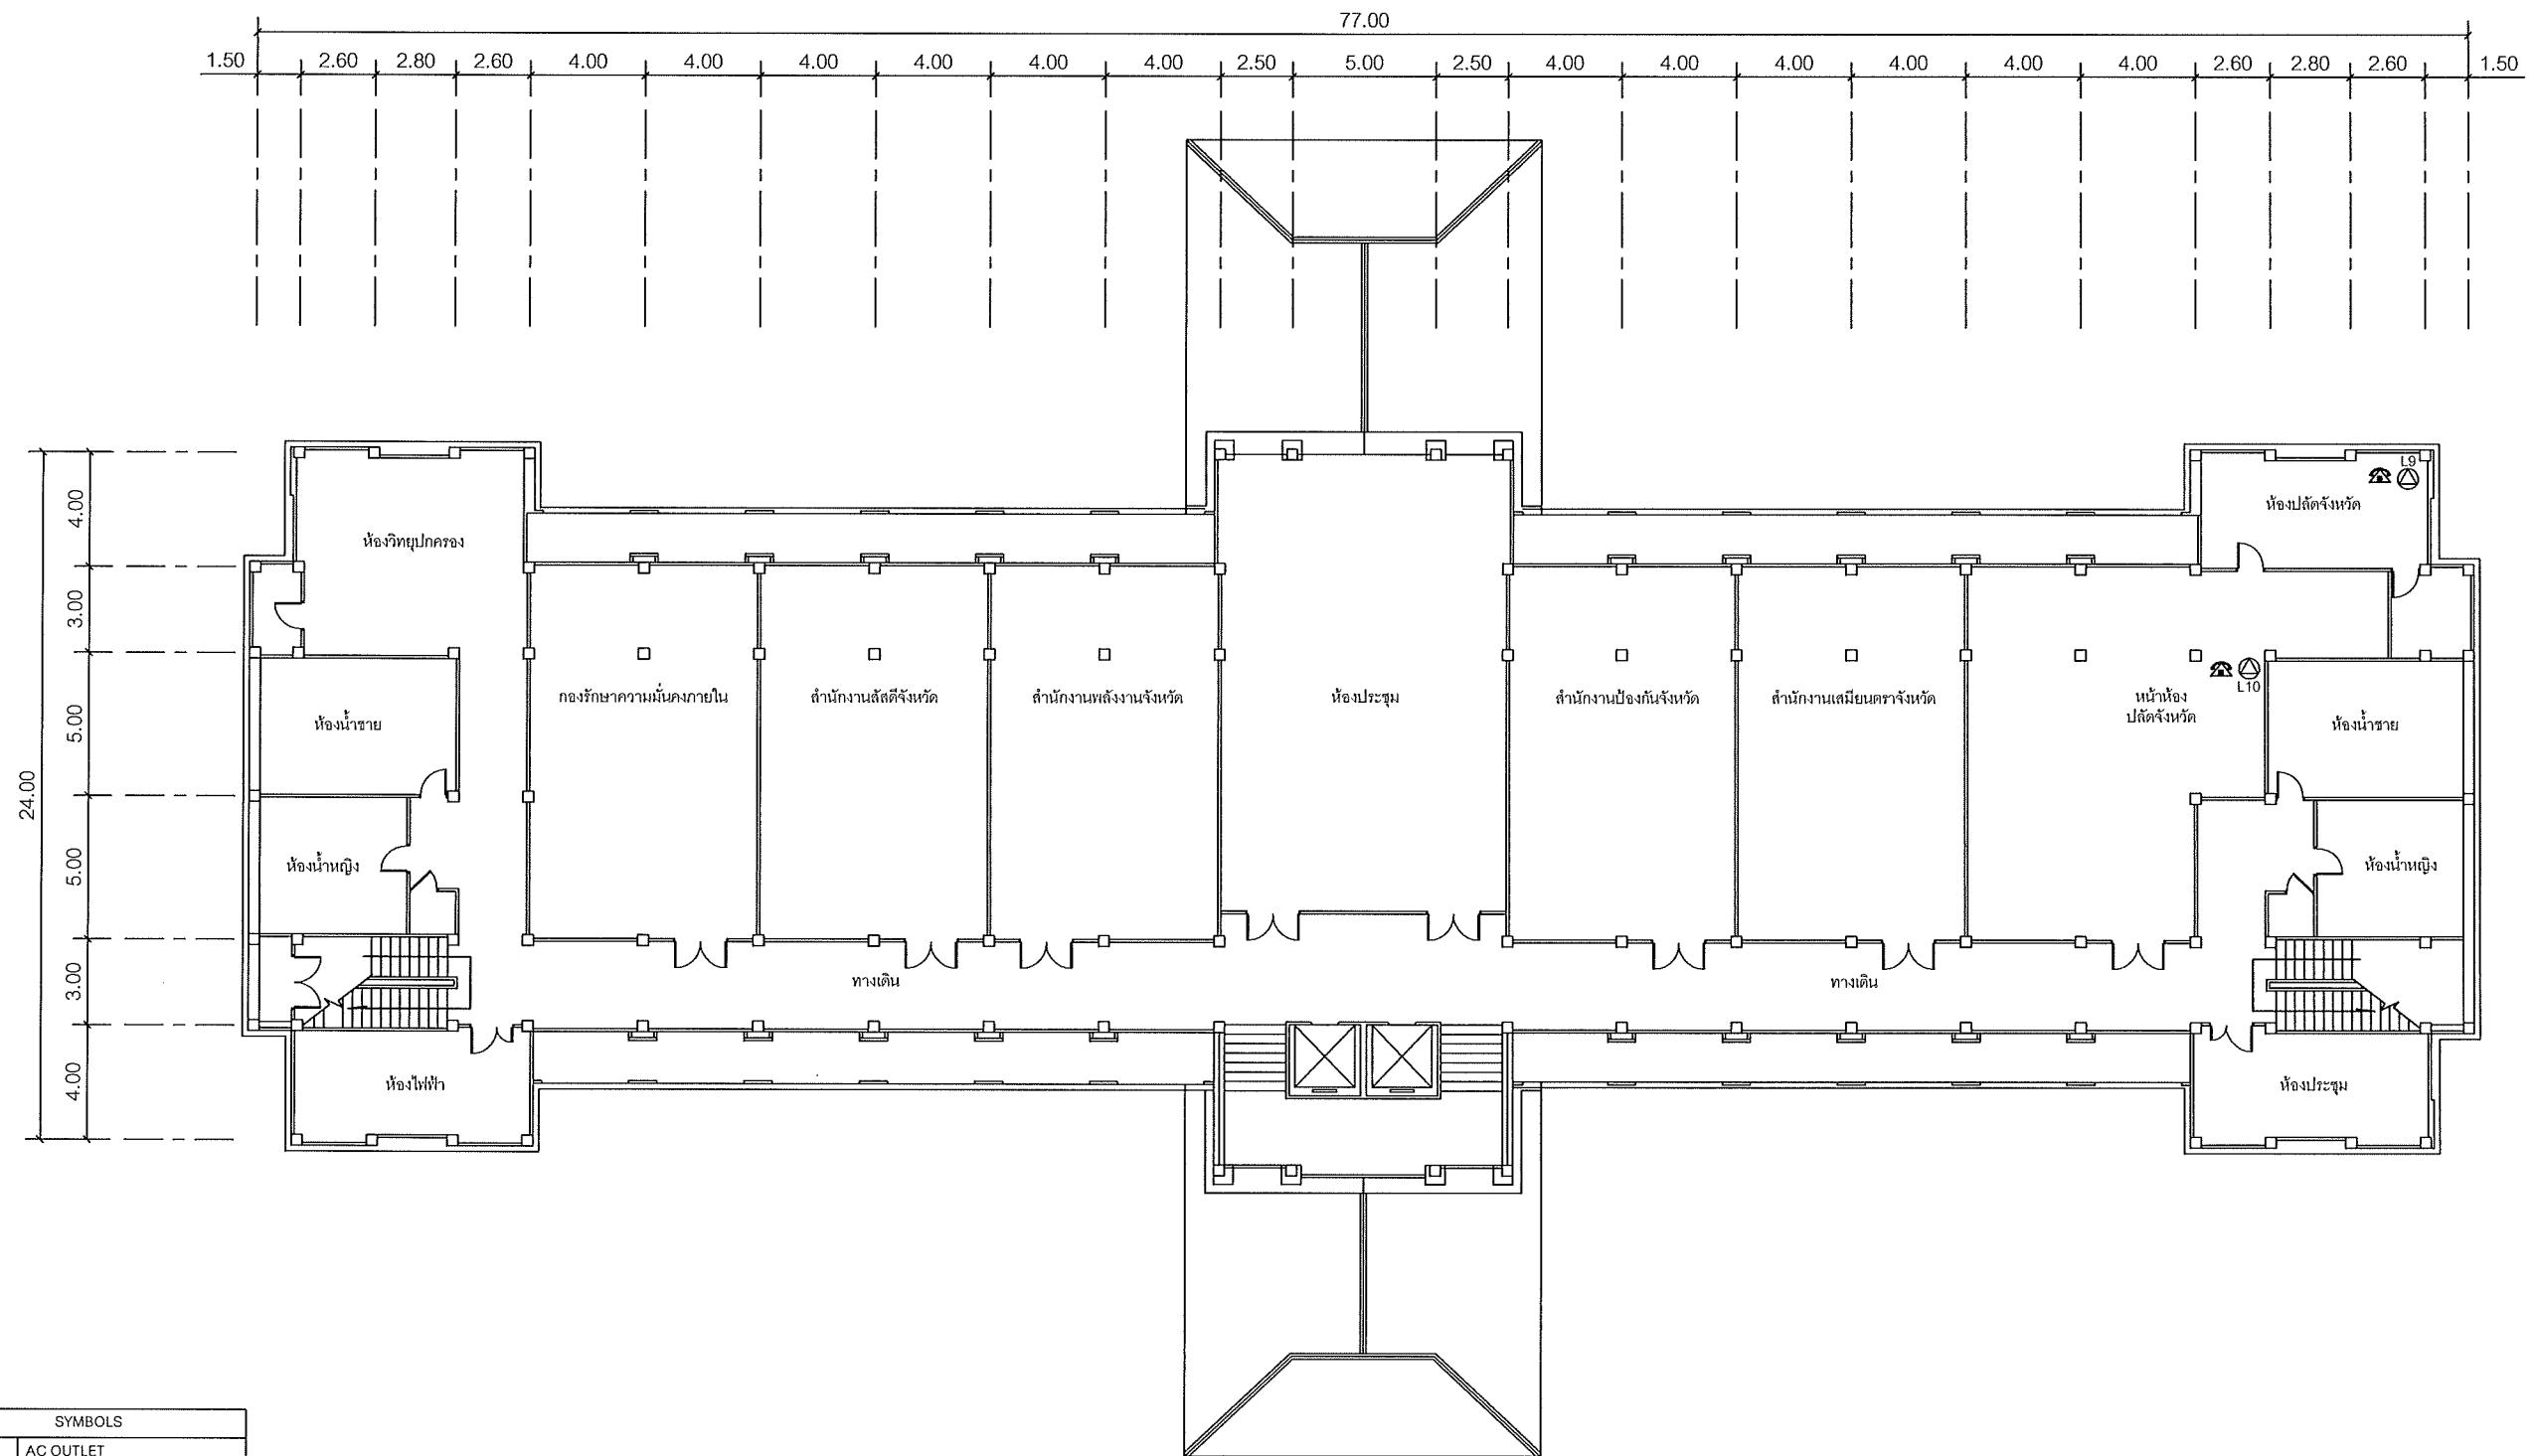 77.00
1.50 2.60 2.80 2.60 4.00 4.00 4.00 4.00 4.00 4.00 2.50 5.00 2.50 4.00 4.00 4.00 4.00 4.00 4.00 2.60 2.80 2.60 1.50
24.00
4.00
3.00
5.00
5.00
3.00
4.00
L9
ห้องปลัดจังหวัด
ห้องวิทยุปกครอง
L10
กองรักษาความมั่นคงภายใน
สำนักงานสัสดีจังหวัด
สำนักงานพลังงานจังหวัด
ห้องประชุม
สำนักงานป้องกันจังหวัด
สำนักงานเสมียนตราจังหวัด
หน้าห้อง
ปลัดจังหวัด
ห้องน้ำชาย
ห้องน้ำชาย
ห้องน้ำหญิง
ห้องน้ำหญิง
ทางเดิน
ทางเดิน
ห้องไฟฟ้า
ห้องประชุม
SYMBOLS
AC OUTLET